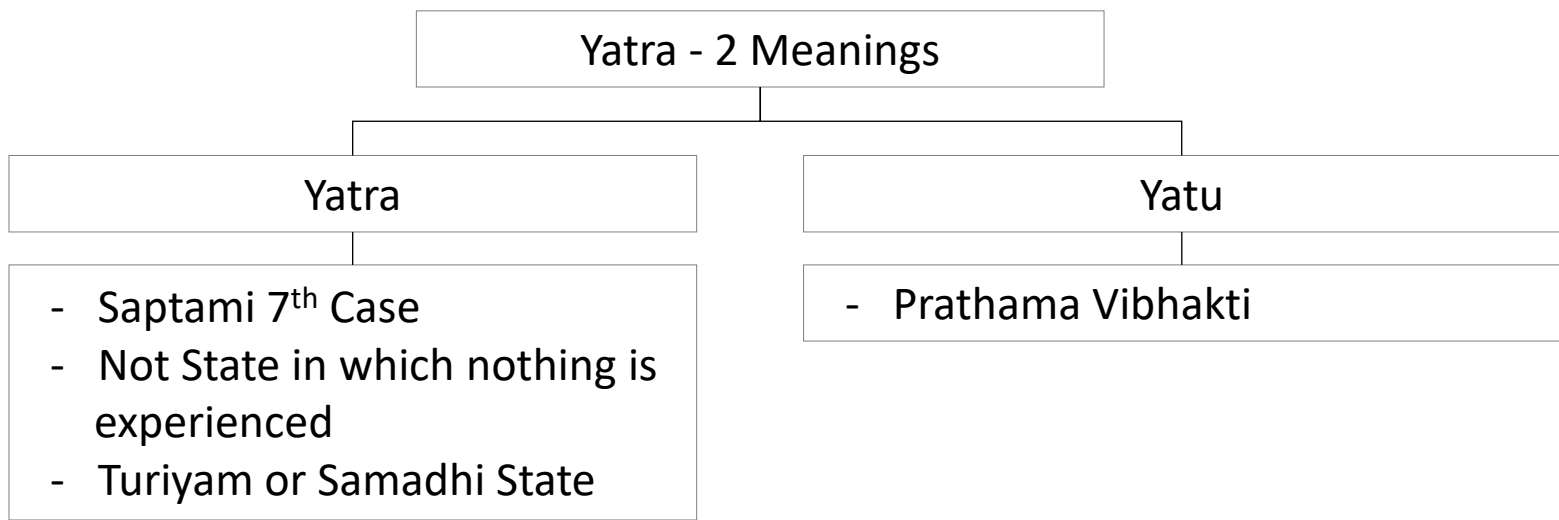 Yatra - 2 Meanings
Yatra
Yatu
- Saptami 7th Case
- Not State in which nothing is
experienced
- Turiyam or Samadhi State
- Prathama Vibhakti